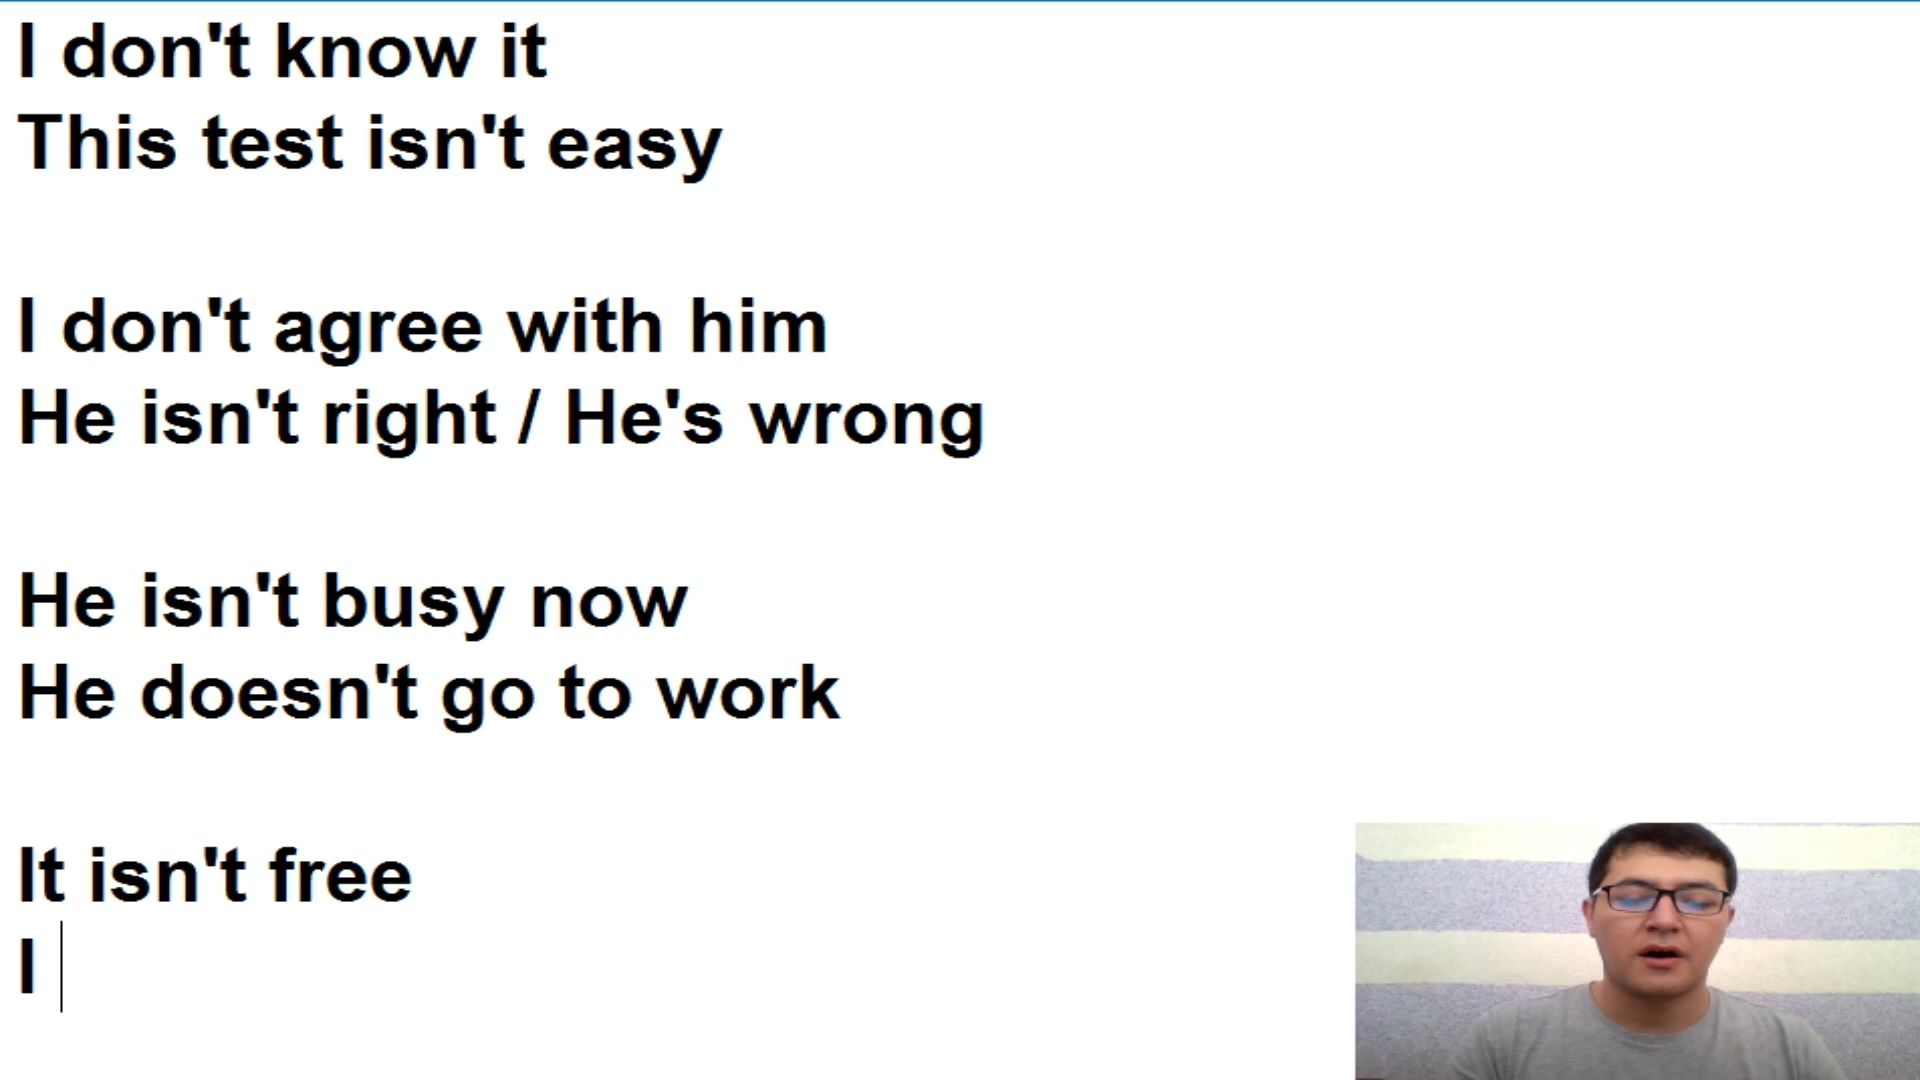 I don't know it
This test isn't easy
I don't agree with him
He isn't right / He's wrong
He isn't busy now
He doesn't go to work
It isn't free
I